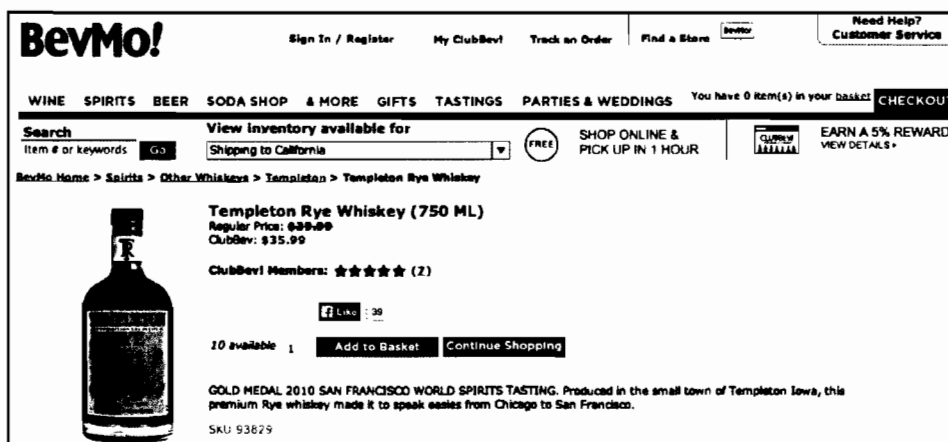 BevMo!
Sign In / Register My ClubBev! Track an Order Find a Store BevMo! Need Help?
Customer Service
WINE SPIRITS BEER SODA SHOP & MORE GIFTS TASTINGS PARTIES & WEDDINGS You have 0 item(s) in your basket CHECKOUT
Search View inventory available for
Item # or keywords Go Shipping to California FREE SHOP ONLINE &
PICK UP IN 1 HOUR CLUBBEV! EARN A 5% REWARD
VIEW DETAILS
BevMo Home > Spirits > Other Whiskeys > Templeton > Templeton Rye Whiskey
Templeton Rye Whiskey (750 ML)
Regular Price: $39.99
ClubBev: $35.99
ClubBev! Members: ★★★★★ (2)
Like 39
10 available 1 Add to Basket Continue Shopping
GOLD MEDAL 2010 SAN FRANCISCO WORLD SPIRITS TASTING. Produced in the small town of Templeton Iowa, this
premium Rye whiskey made it to speak easies from Chicago to San Francisco.
SKU 93829